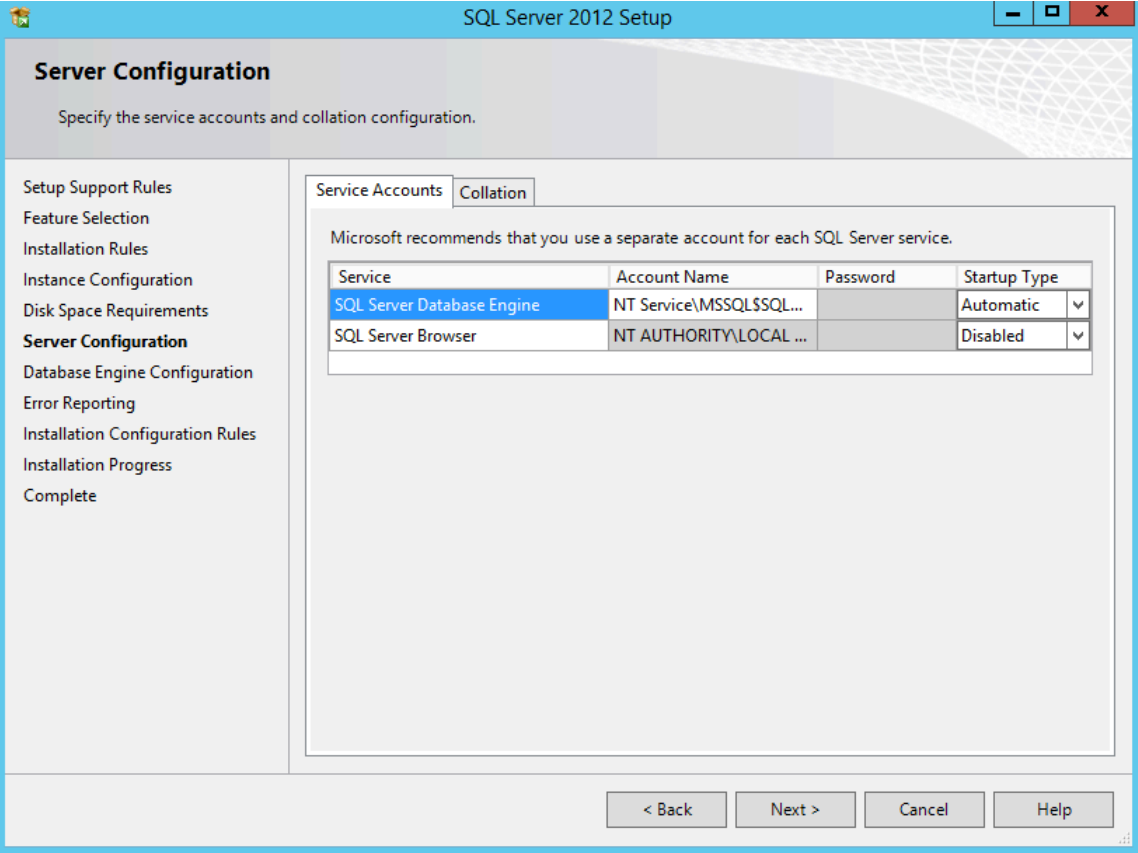 SQL Server 2012 Setup
Server Configuration
Specify the service accounts and collation configuration.
Setup Support Rules
Feature Selection
Installation Rules
Instance Configuration
Disk Space Requirements
Server Configuration
Database Engine Configuration
Error Reporting
Installation Configuration Rules
Installation Progress
Complete
Service Accounts Collation
Microsoft recommends that you use a separate account for each SQL Server service.
Service Account Name Password Startup Type
SQL Server Database Engine NT Service\MSSQL$SQL... Automatic
SQL Server Browser NT AUTHORITY\LOCAL ... Disabled
< Back Next > Cancel Help